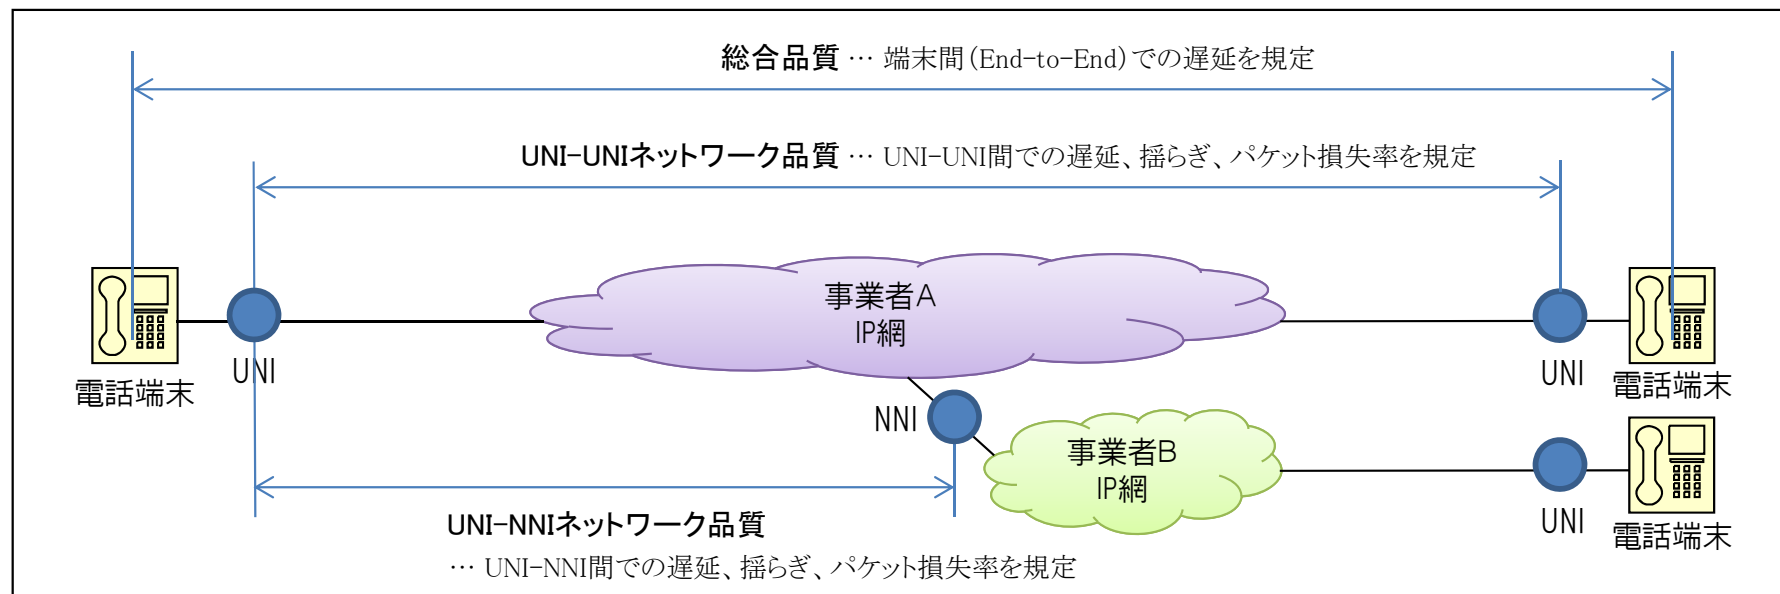 総合品質 … 端末間(End-to-End)での遅延を規定
UNI-UNIネットワーク品質 … UNI-UNI間での遅延、揺らぎ、パケット損失率を規定
事業者A
IP網
UNI
電話端末
UNI
電話端末
NNI
事業者B
IP網
UNI
電話端末
UNI-NNIネットワーク品質
… UNI-NNI間での遅延、揺らぎ、パケット損失率を規定